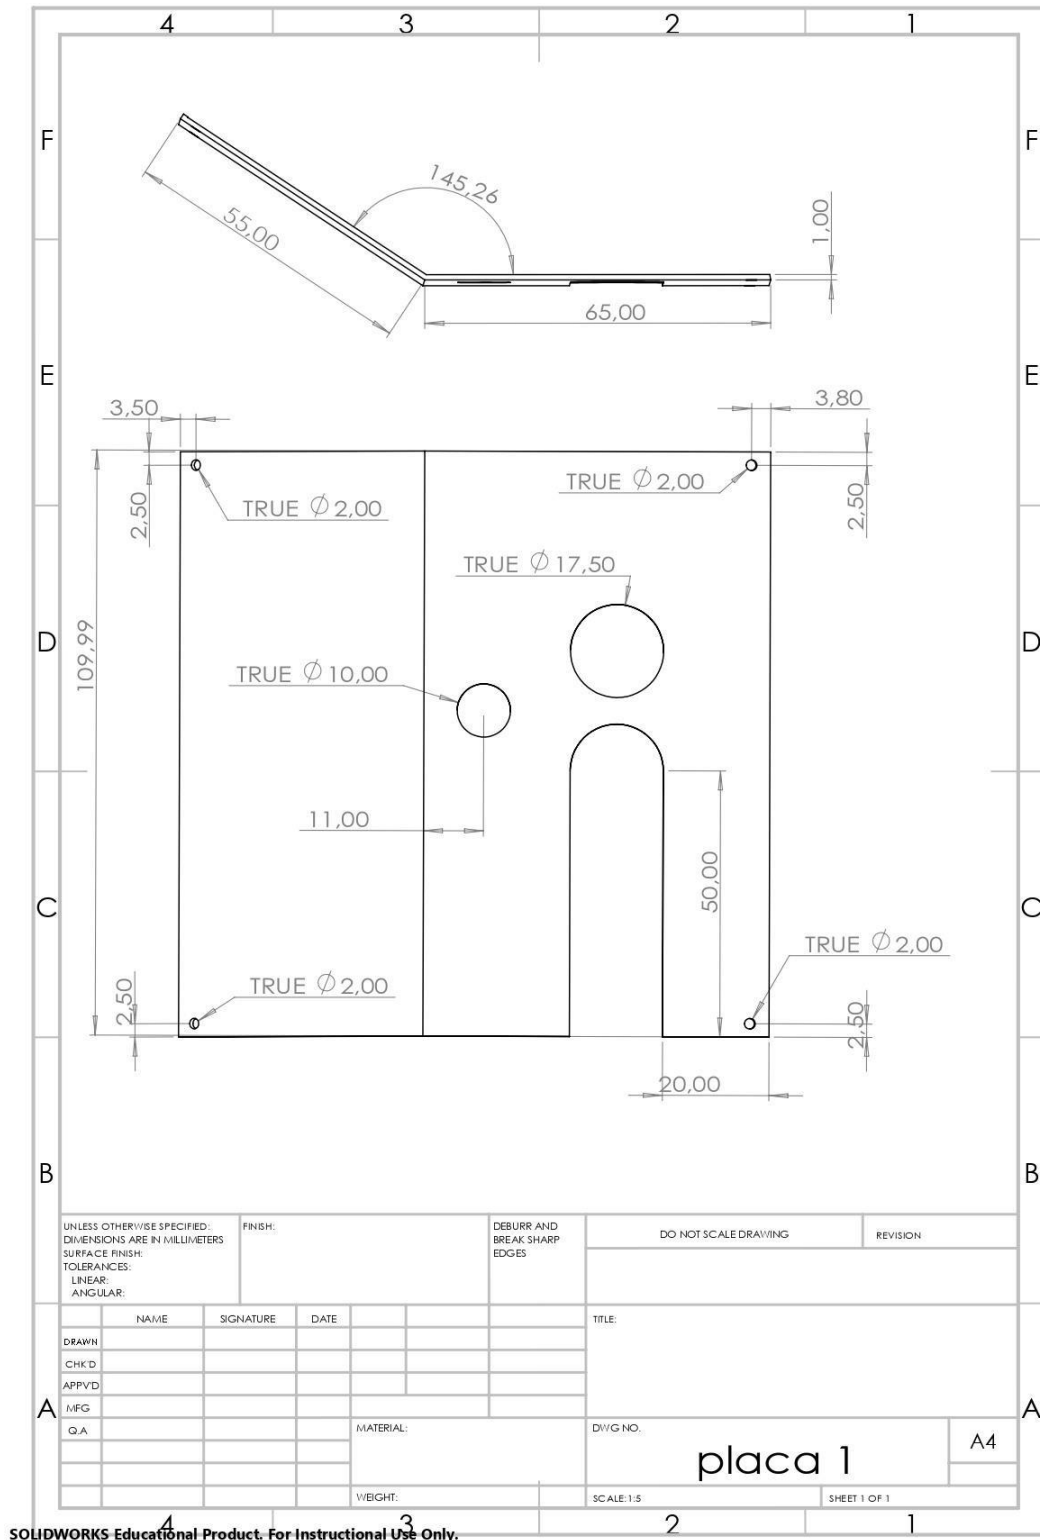 4 3 2 1
F F
145,26
55,00
1,00
65,00
E E
3,50 3,80
TRUE Ø 2,00
2,50
TRUE Ø 2,00
2,50
TRUE Ø 17,50
D D
109,99
TRUE Ø 10,00
11,00
50,00
C C
TRUE Ø 2,00
TRUE Ø 2,00
2,50
2,50
20,00
B B
UNLESS OTHERWISE SPECIFIED:
DIMENSIONS ARE IN MILLIMETERS
SURFACE FINISH:
TOLERANCES:
LINEAR:
ANGULAR:
FINISH:
DEBURR AND
BREAK SHARP
EDGES
DO NOT SCALE DRAWING
REVISION
NAME SIGNATURE DATE
TITLE:
DRAWN
CHK'D
APPV'D
MFG
Q.A
A A
MATERIAL:
DWG NO.
placa 1
A4
WEIGHT:
SCALE:1:5
SHEET 1 OF 1
4 3 2 1
SOLIDWORKS Educational Product. For Instructional Use Only.